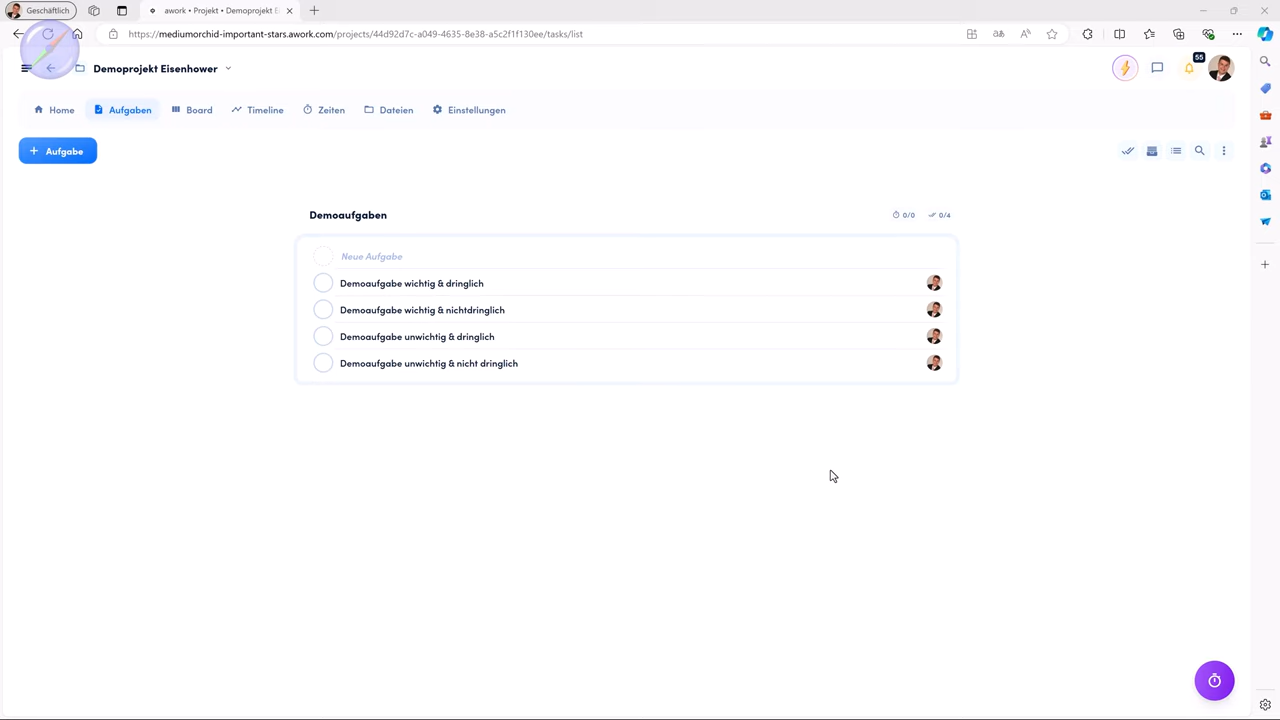 Geschäftlich
awork • Projekt • Demoprojekt E
https://mediumorchid-important-stars.awork.com/projects/44d92d7c-a049-4635-8e38-a5c2f1f130ee/tasks/list
Demoprojekt Eisenhower
55
Home Aufgaben Board Timeline Zeiten Dateien Einstellungen
+ Aufgabe
Demoaufgaben 0/0 0/4
Neue Aufgabe
Demoaufgabe wichtig & dringlich
Demoaufgabe wichtig & nichtdringlich
Demoaufgabe unwichtig & dringlich
Demoaufgabe unwichtig & nicht dringlich